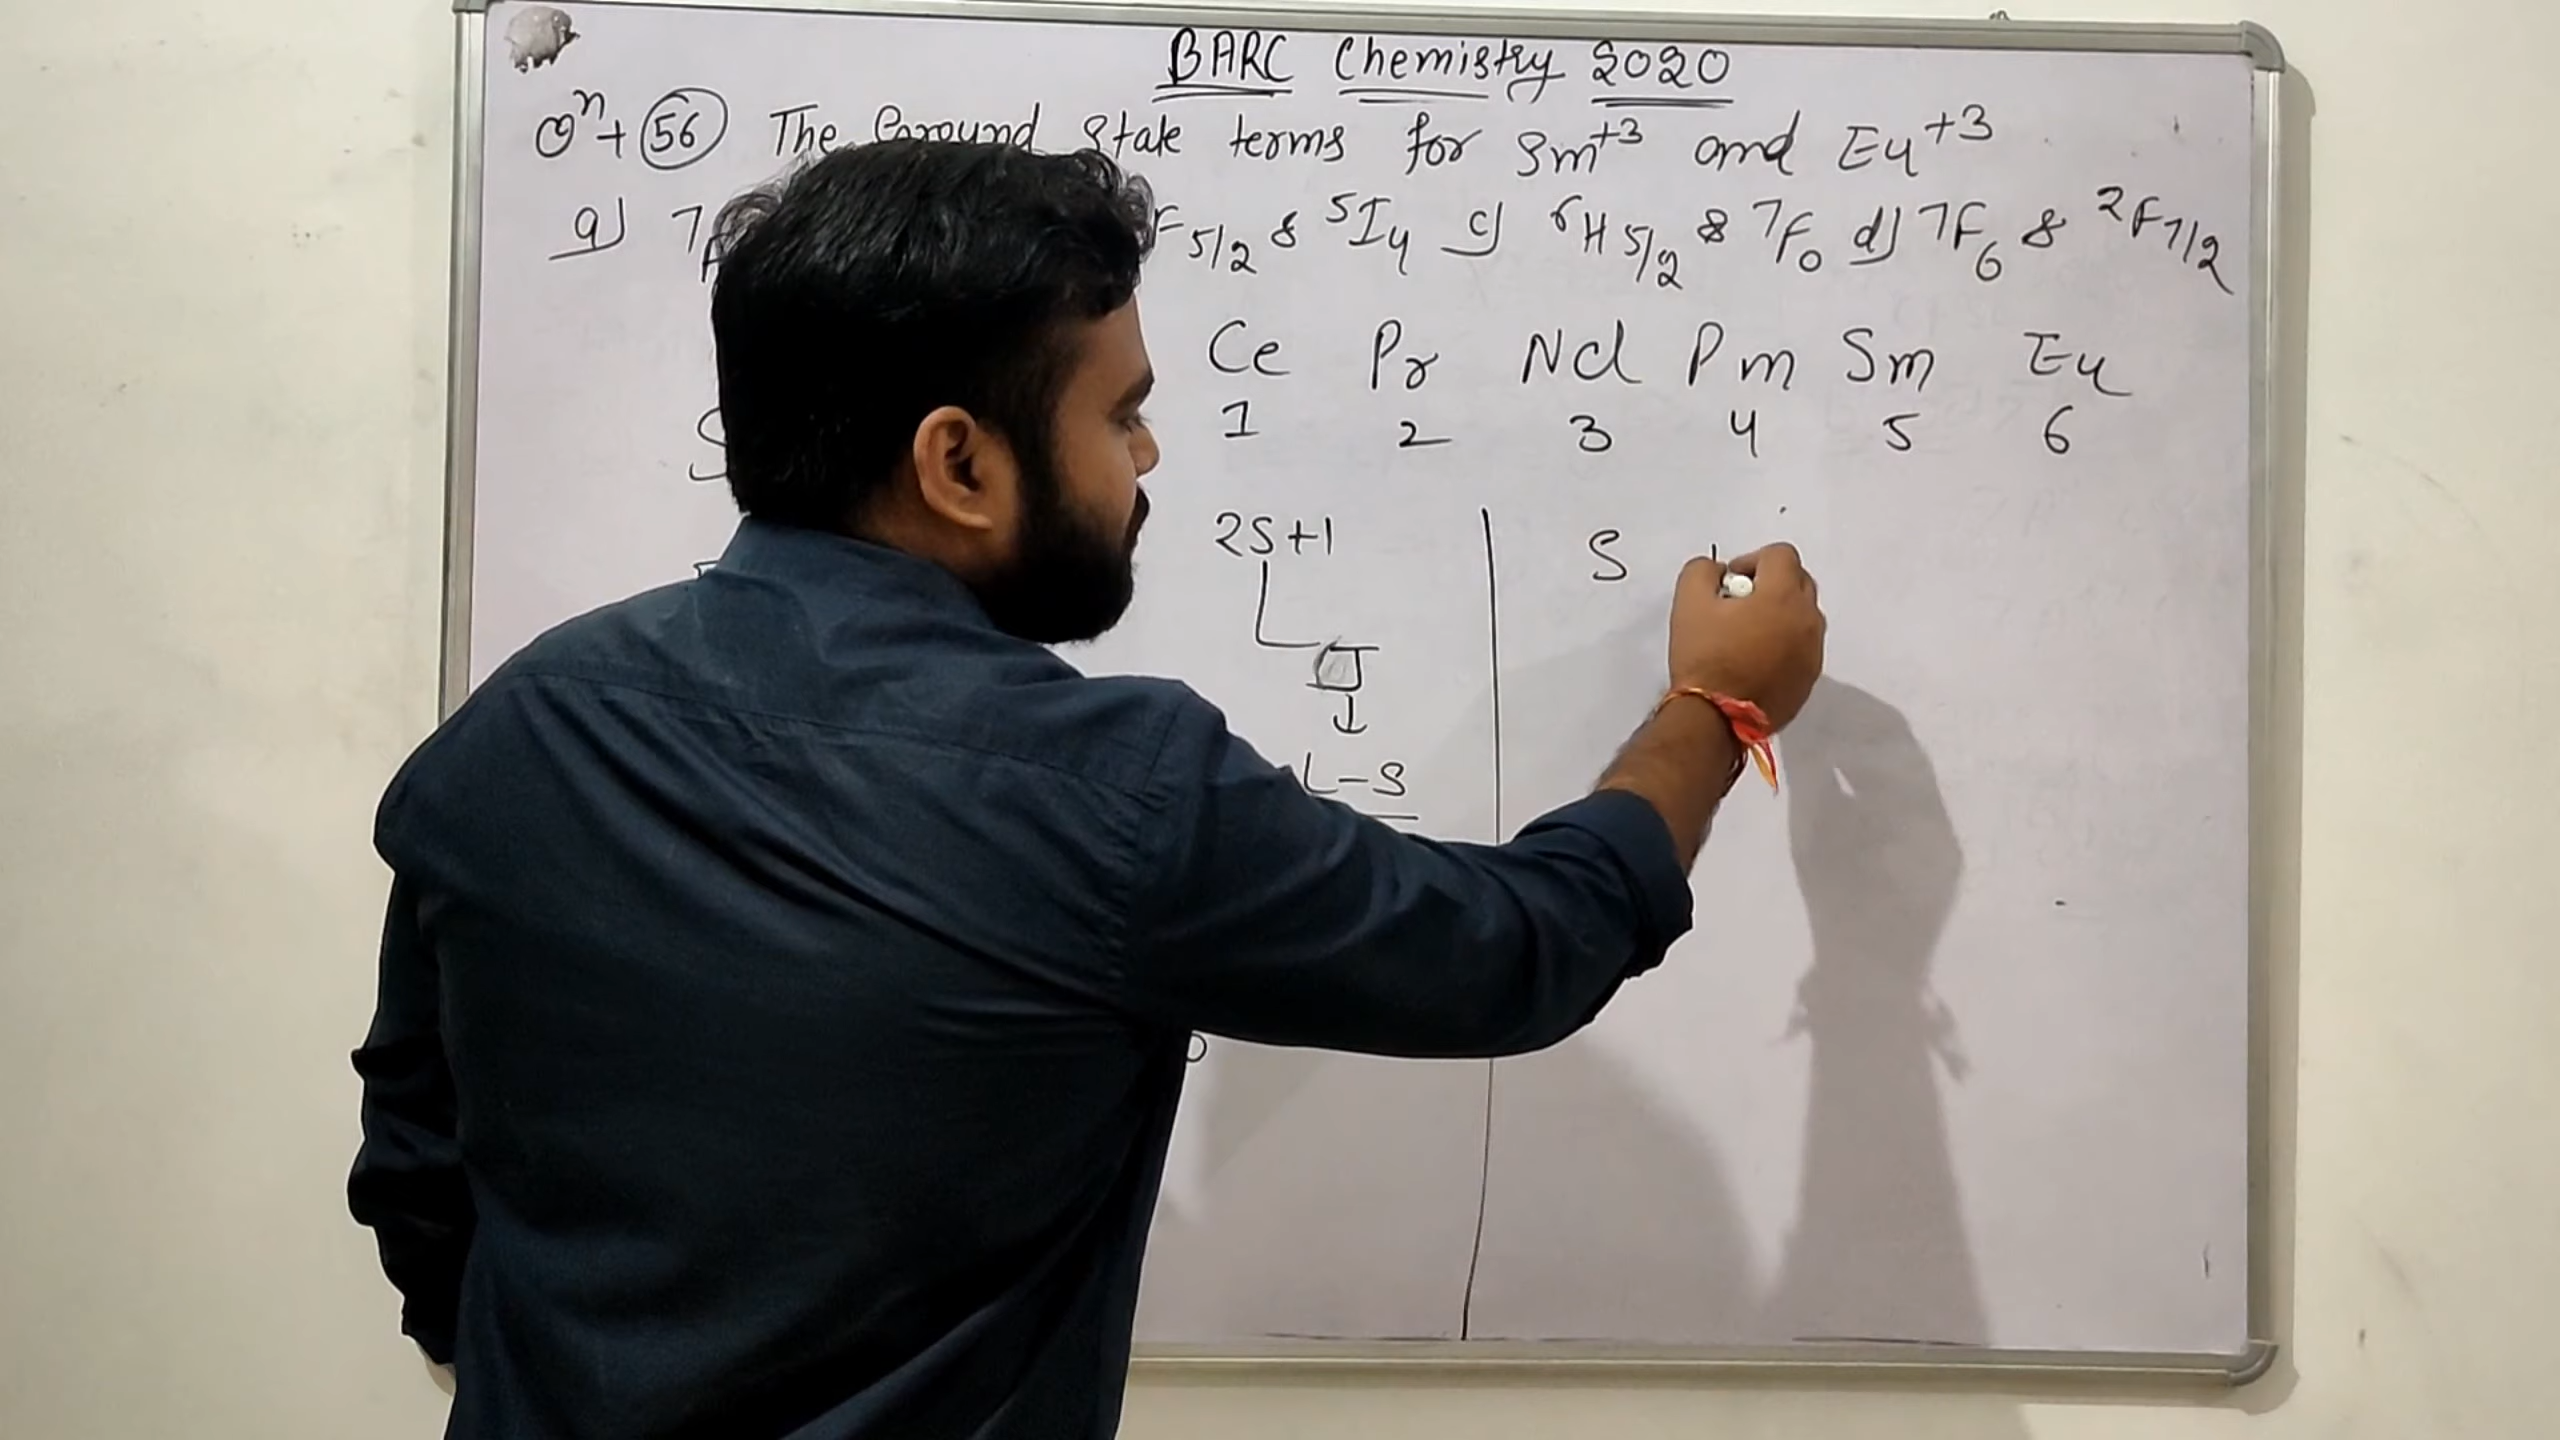 BARC Chemistry 2020
Qn+ 56 The Ground State terms for Sm+3 and Eu+3
a) 7F F5/2 & 5I4 c) 6H5/2 & 7F0 d) 7F6 & 2F7/2
Ce Pr Nd Pm Sm Eu
1 2 3 4 5 6
2S+1 S
J
L-S